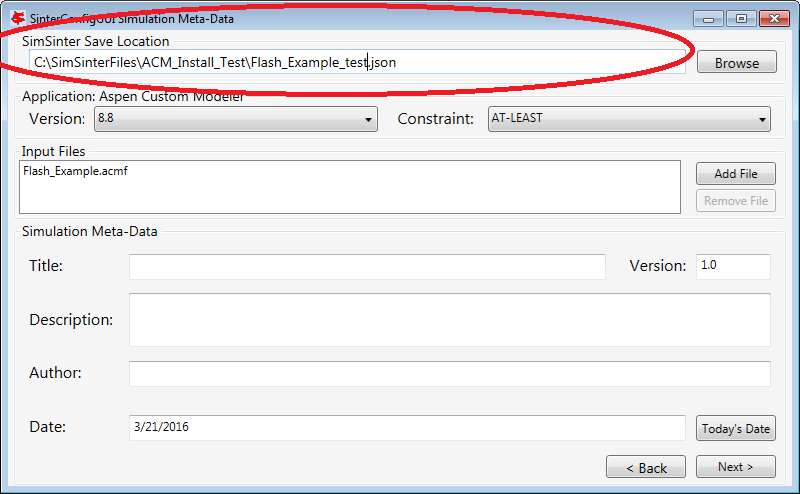 SinterConfigGUI Simulation Meta-Data
SimSinter Save Location
C:\SimSinterFiles\ACM_Install_Test\Flash_Example_test.json
Browse
Application: Aspen Custom Modeler
Version: 8.8 Constraint: AT-LEAST
Input Files
Flash_Example.acmf
Add File
Remove File
Simulation Meta-Data
Title: Version: 1.0
Description:
Author:
Date: 3/21/2016 Today's Date
< Back Next >